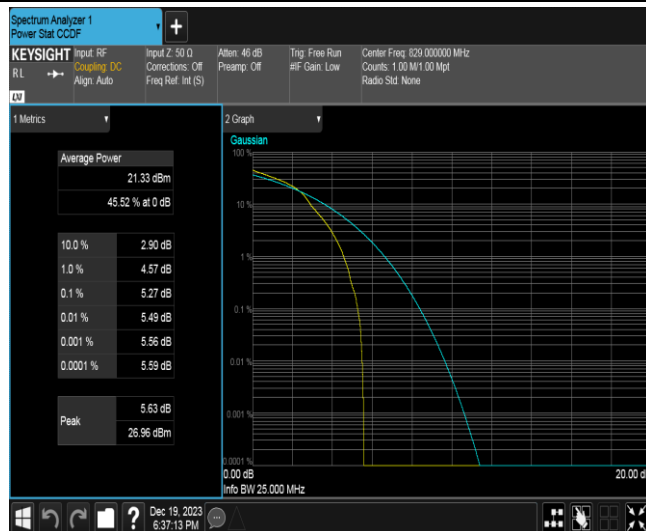 Spectrum Analyzer 1
Power Stat CCDF
KEYSIGHT
RL
LXI
Input: RF
Coupling: DC
Align: Auto
Input Z: 50 Ω
Corrections: Off
Freq Ref: Int (S)
Atten: 46 dB
Preamp: Off
Trig: Free Run
#IF Gain: Low
Center Freq: 829.000000 MHz
Counts: 1.00 M/1.00 Mpt
Radio Std: None
1 Metrics
Average Power
21.33 dBm
45.52 % at 0 dB
10.0 % 2.90 dB
1.0 % 4.57 dB
0.1 % 5.27 dB
0.01 % 5.49 dB
0.001 % 5.56 dB
0.0001 % 5.59 dB
Peak
5.63 dB
26.96 dBm
2 Graph
Gaussian
100 %
10 %
1 %
0.1 %
0.01 %
0.001 %
0.0001 %
0.00 dB
20.00 d
Info BW 25.000 MHz
?
Dec 19, 2023
6:37:13 PM